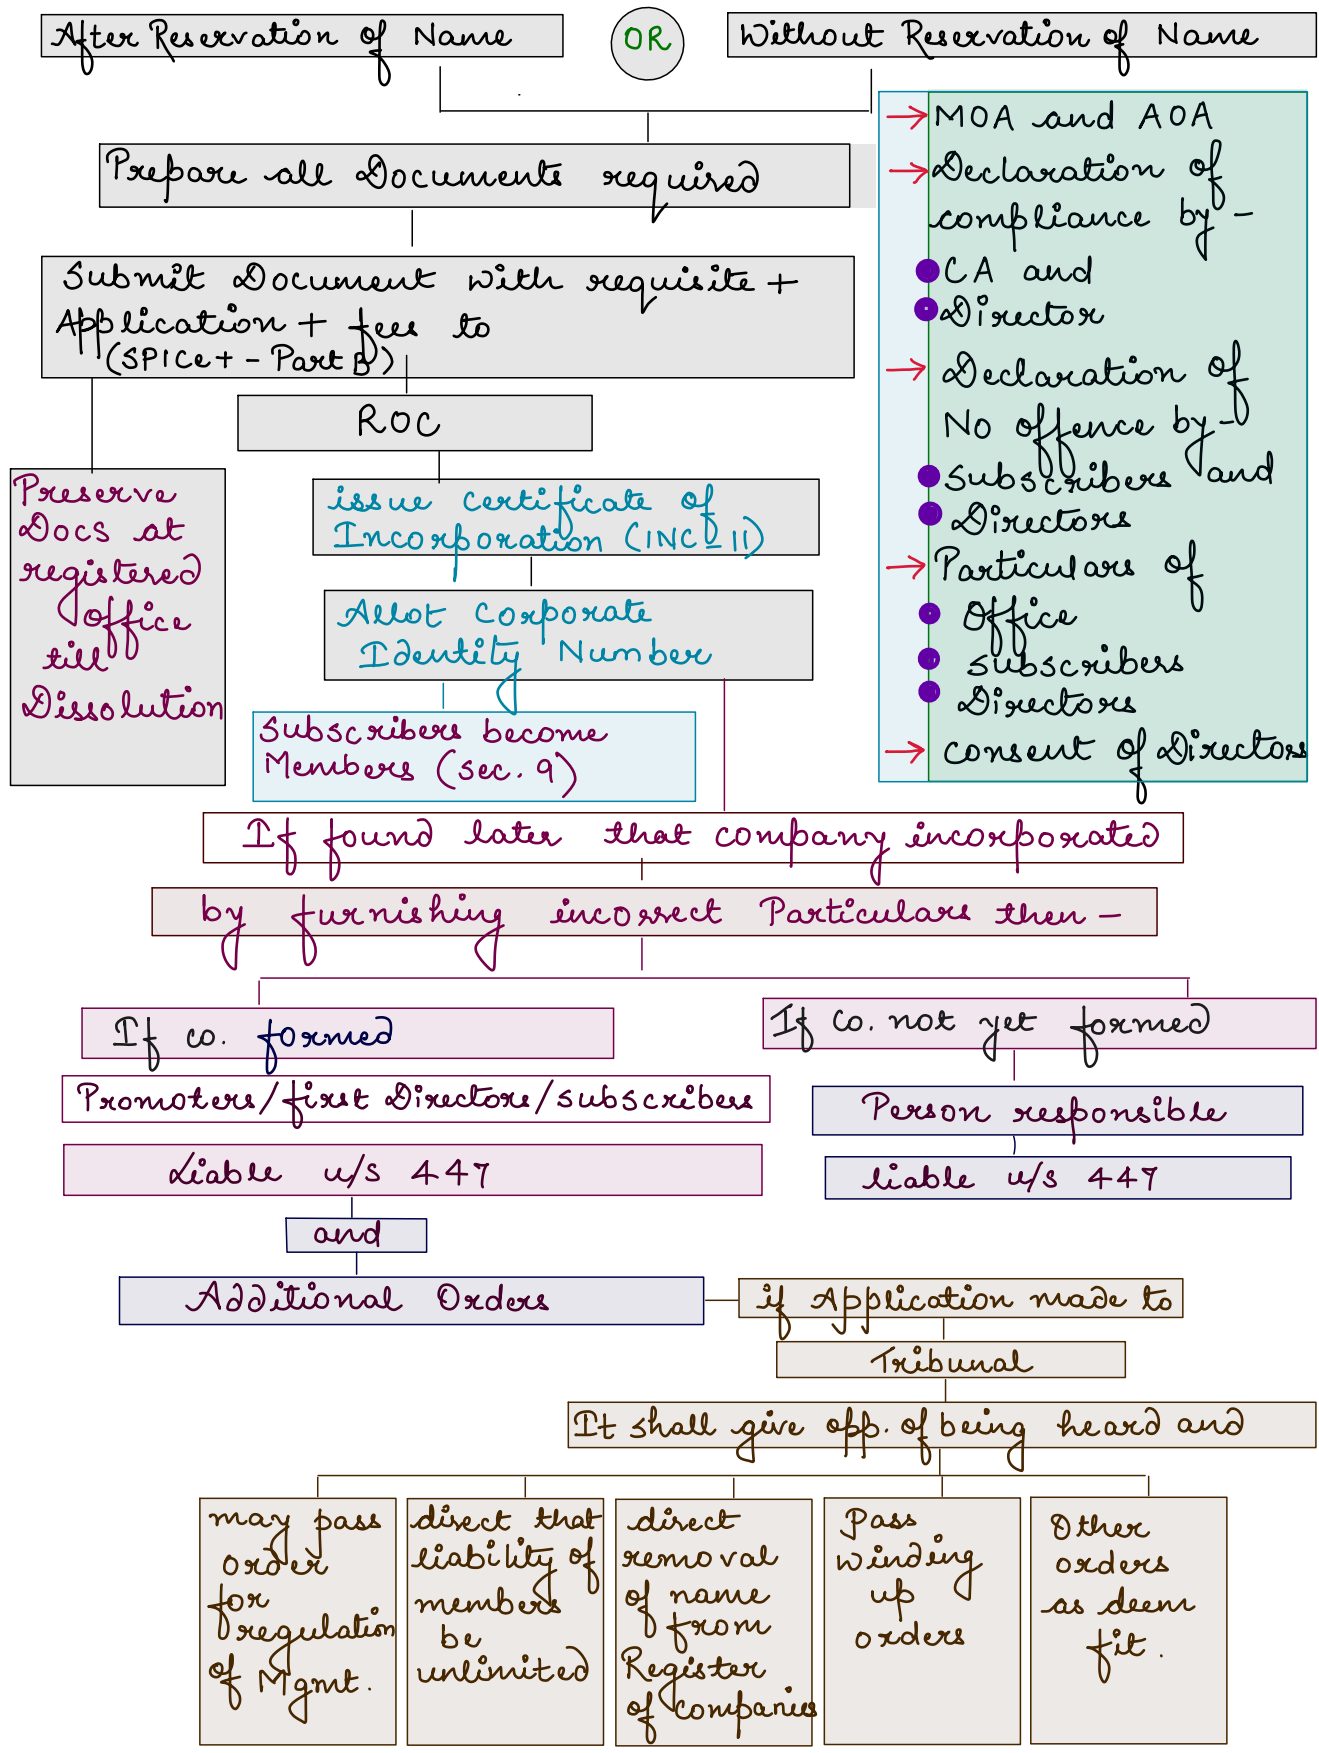 After Reservation of Name
OR
Without Reservation of Name
Prepare all Documents required
Submit Document with requisite +
Application + fees to
(SPICe+ - Part B)
ROC
Preserve
Docs at
registered
office
till
Dissolution
issue certificate of
Incorporation (INC-11)
Allot Corporate
Identity Number
Subscribers become
Members (sec. 9)
→ MOA and AOA
→ Declaration of
compliance by -
CA and
Director
→ Declaration of
No offence by -
Subscribers and
Directors
→ Particulars of
Office
Subscribers
Directors
→ consent of Directors
If found later that company incorporated
by furnishing incorrect Particulars then -
If co. formed
Promoters/first Directors/subscribers
Liable u/s 447
and
Additional Orders
If Co. not yet formed
Person responsible
liable u/s 447
if Application made to
Tribunal
It shall give opp. of being heard and
may pass
order
for
regulation
of Mgmt.
direct that
liability of
members
be
unlimited
direct
removal
of name
from
Register
of companies
Pass
winding
up
orders
Other
orders
as deem
fit.